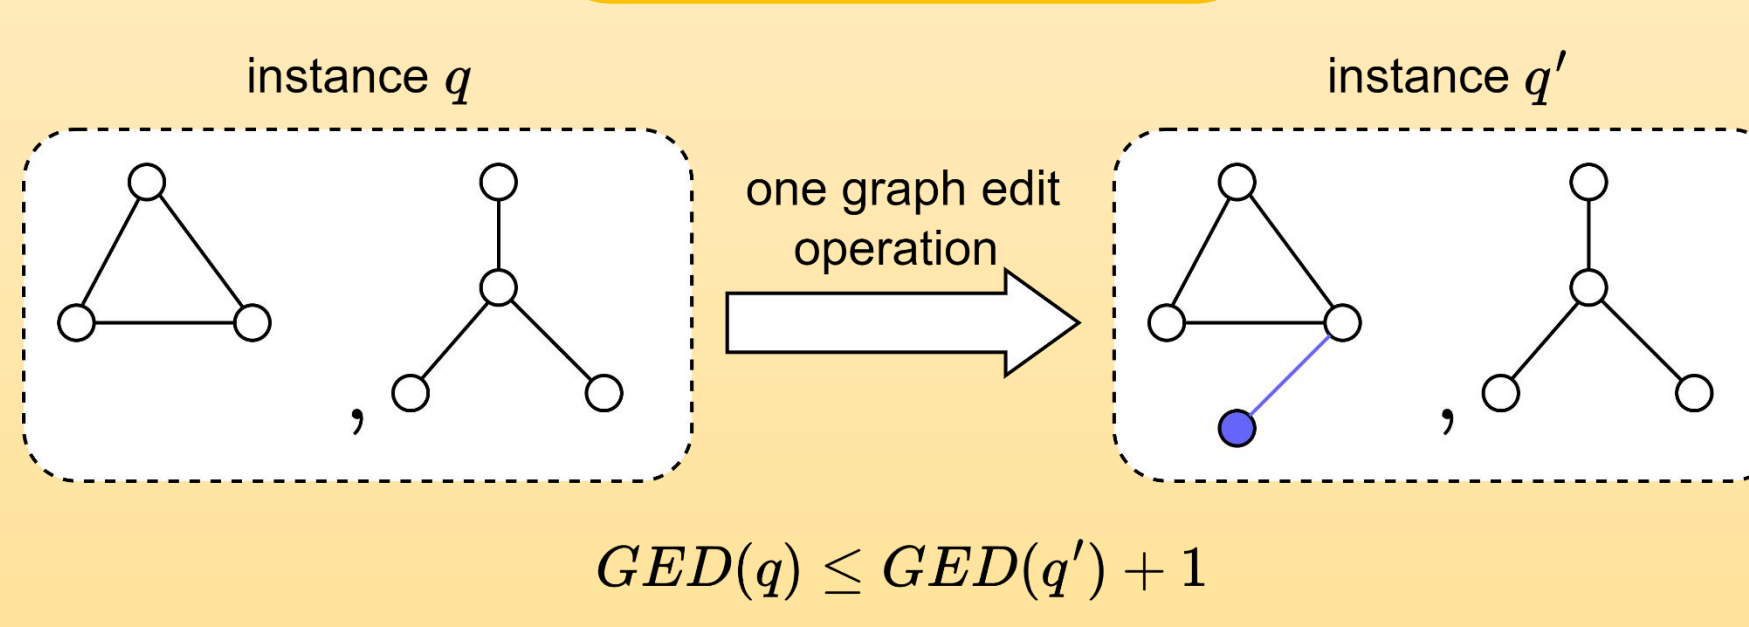 instance q
instance q′
one graph edit
operation
,
,
GED(q) ≤ GED(q′) + 1